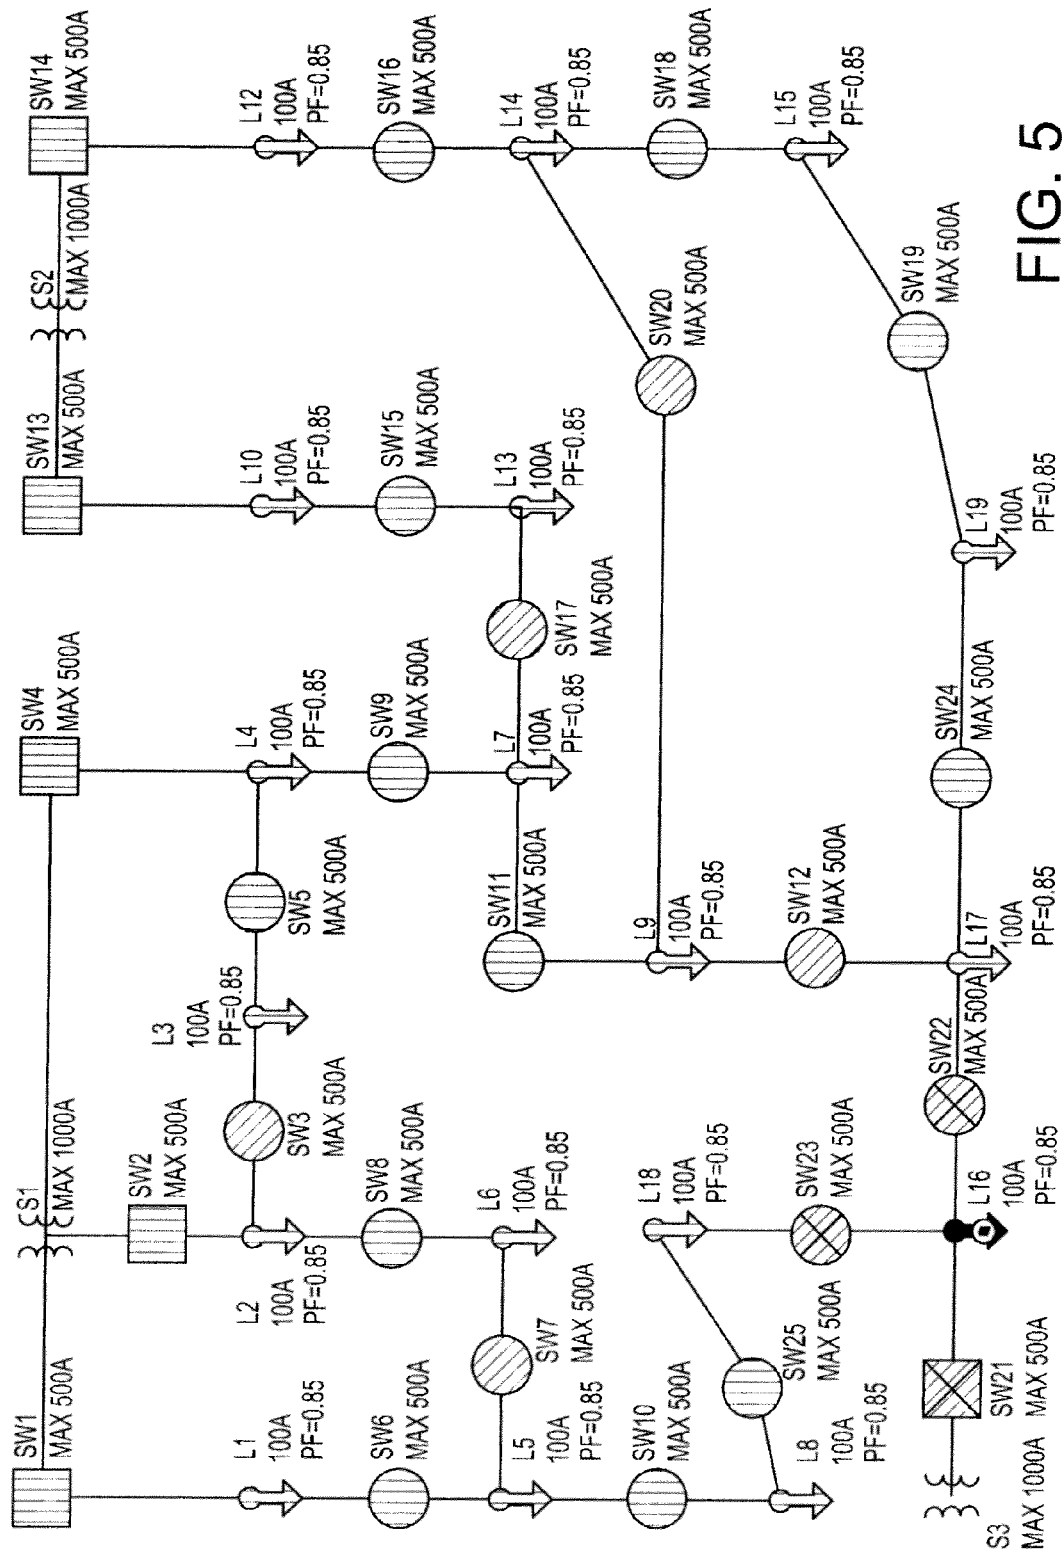 SW1
MAX 500A
S1
MAX 1000A
SW4
MAX 500A
SW13
MAX 500A
S2
MAX 1000A
SW14
MAX 500A
SW2
MAX 500A
L3
100A
PF=0.85
L1
100A
PF=0.85
L2
100A
PF=0.85
L4
100A
PF=0.85
L10
100A
PF=0.85
L12
100A
PF=0.85
SW3
MAX 500A
SW5
MAX 500A
SW6
MAX 500A
SW8
MAX 500A
SW9
MAX 500A
SW15
MAX 500A
SW16
MAX 500A
L5
100A
PF=0.85
L6
100A
PF=0.85
L7
100A
PF=0.85
L13
100A
PF=0.85
L14
100A
PF=0.85
SW7
MAX 500A
SW11
MAX 500A
SW17
MAX 500A
SW10
MAX 500A
L18
100A
PF=0.85
L9
100A
PF=0.85
SW20
MAX 500A
SW18
MAX 500A
SW25
MAX 500A
SW23
MAX 500A
SW12
MAX 500A
L8
100A
PF=0.85
L15
100A
PF=0.85
SW19
MAX 500A
SW22
MAX 500A
SW24
MAX 500A
S3
MAX 1000A
SW21
MAX 500A
L16
100A
PF=0.85
L17
100A
PF=0.85
L19
100A
PF=0.85
FIG. 5